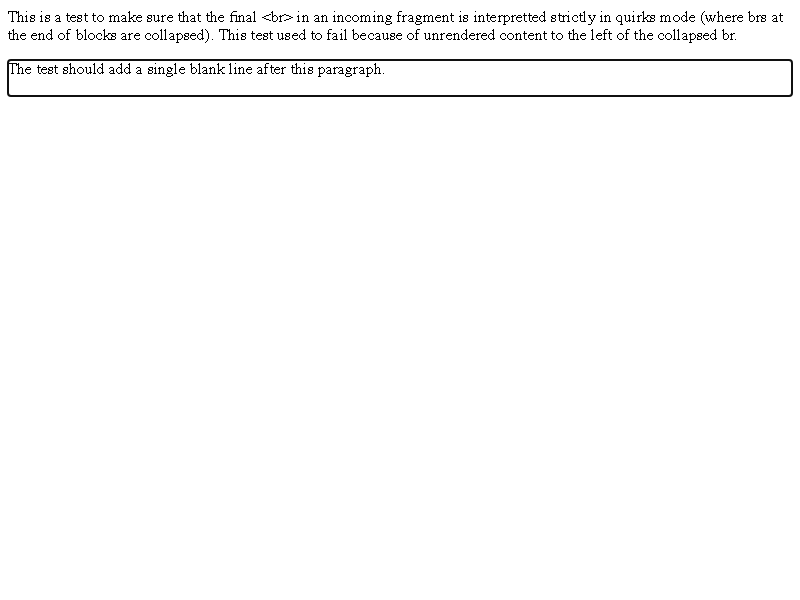 This is a test to make sure that the final <br> in an incoming fragment is interpretted strictly in quirks mode (where brs at
the end of blocks are collapsed). This test used to fail because of unrendered content to the left of the collapsed br.
The test should add a single blank line after this paragraph.